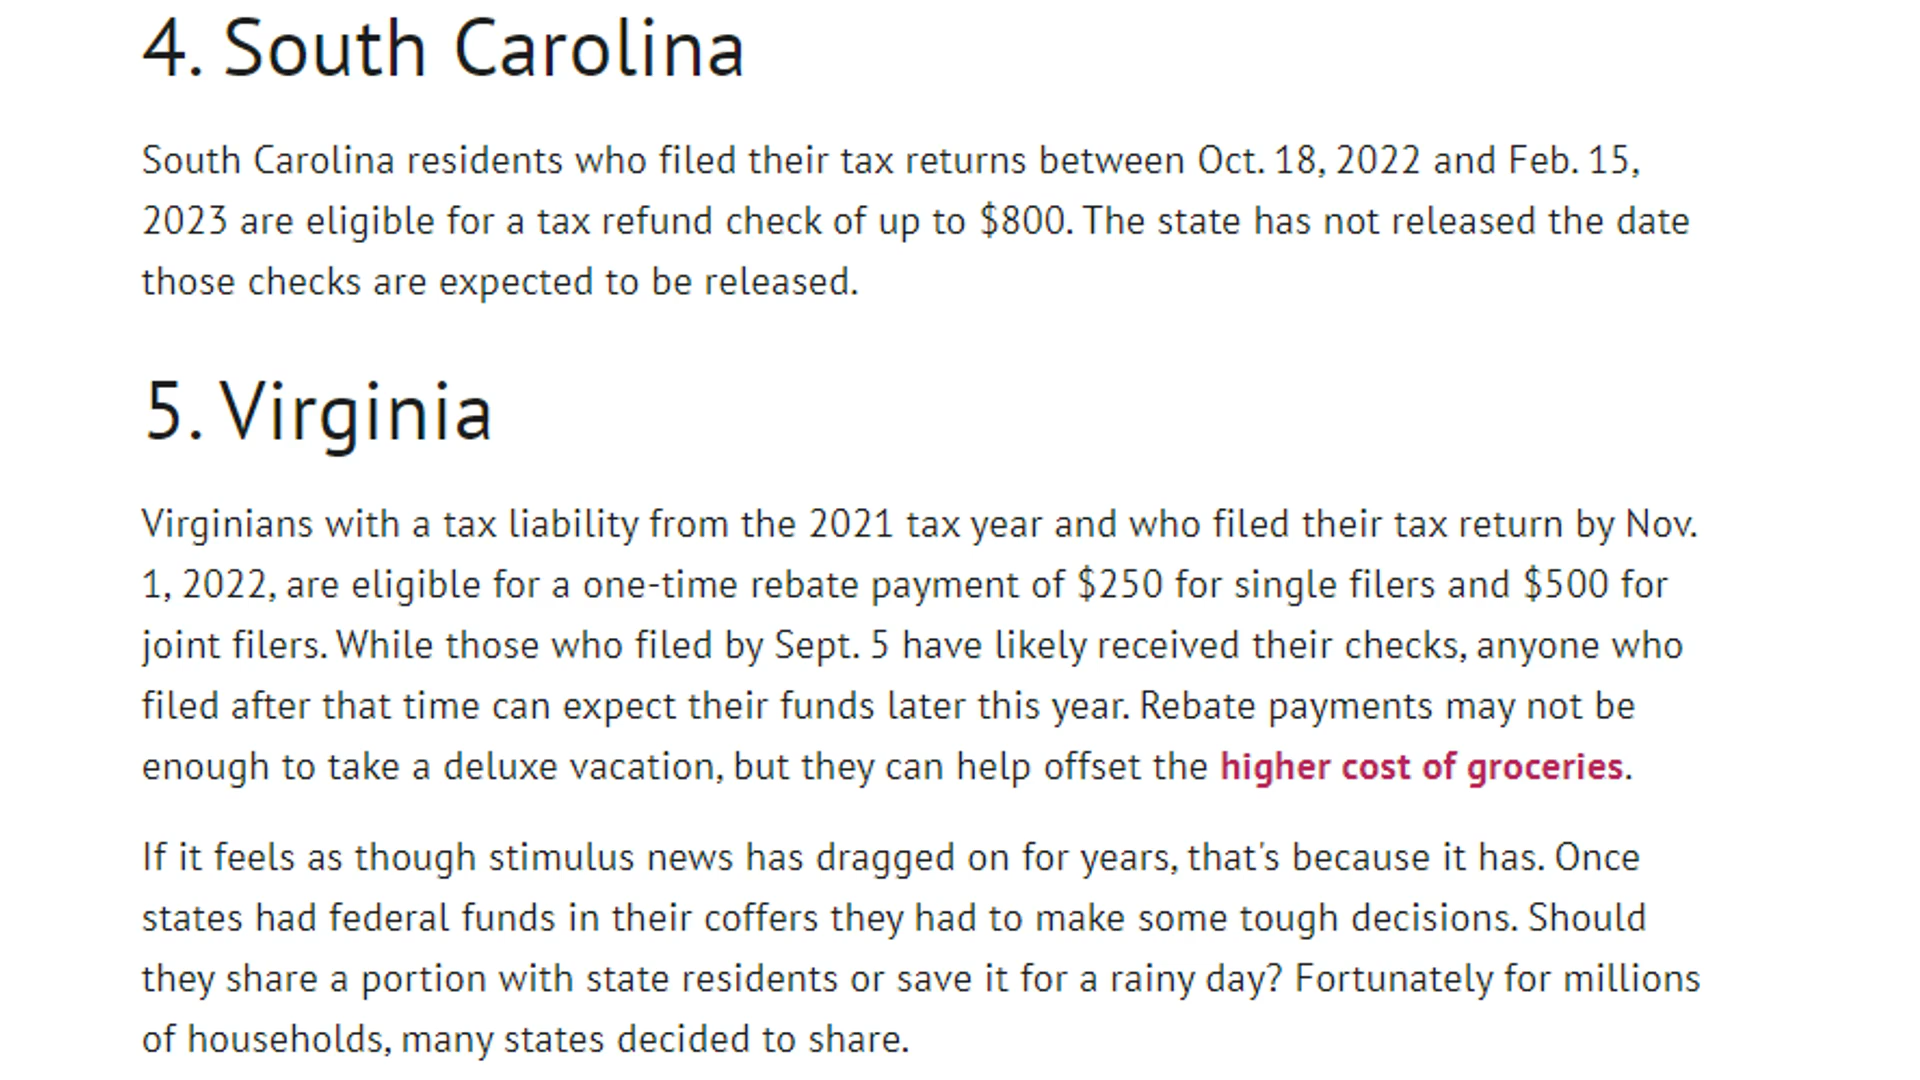 4. South Carolina
South Carolina residents who filed their tax returns between Oct. 18, 2022 and Feb. 15,
2023 are eligible for a tax refund check of up to $800. The state has not released the date
those checks are expected to be released.
5. Virginia
Virginians with a tax liability from the 2021 tax year and who filed their tax return by Nov.
1, 2022, are eligible for a one-time rebate payment of $250 for single filers and $500 for
joint filers. While those who filed by Sept. 5 have likely received their checks, anyone who
filed after that time can expect their funds later this year. Rebate payments may not be
enough to take a deluxe vacation, but they can help offset the higher cost of groceries.
If it feels as though stimulus news has dragged on for years, that's because it has. Once
states had federal funds in their coffers they had to make some tough decisions. Should
they share a portion with state residents or save it for a rainy day? Fortunately for millions
of households, many states decided to share.